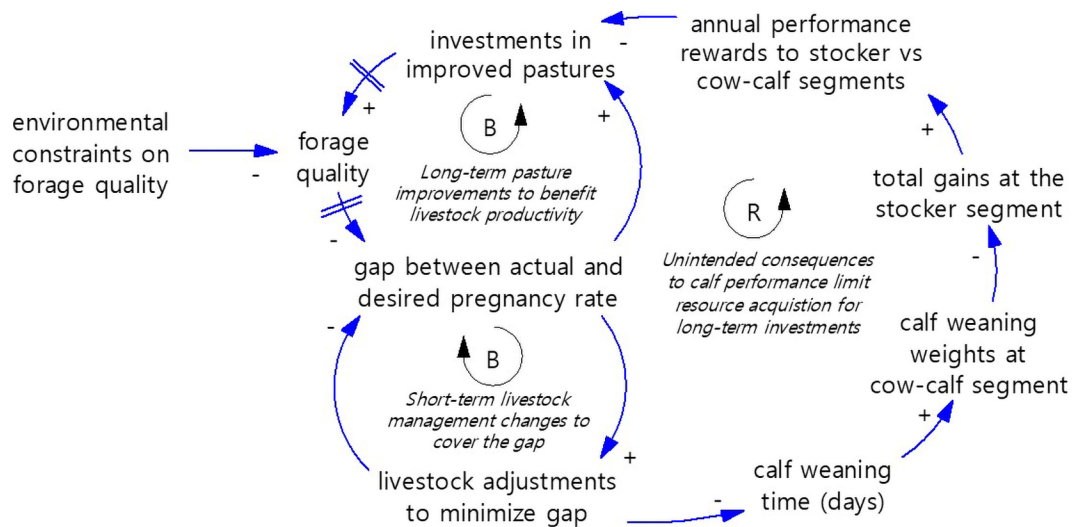 investments in
improved pastures
-
annual performance
rewards to stocker vs
cow-calf segments
+
environmental
constraints on
forage quality
-
forage
quality
B
Long-term pasture
improvements to benefit
livestock productivity
+
+
-
gap between actual and
desired pregnancy rate
R
Unintended consequences
to calf performance limit
resource acquistion for
long-term investments
total gains at the
stocker segment
-
calf weaning
weights at
cow-calf segment
+
-
B
Short-term livestock
management changes to
cover the gap
+
livestock adjustments
to minimize gap
-
calf weaning
time (days)